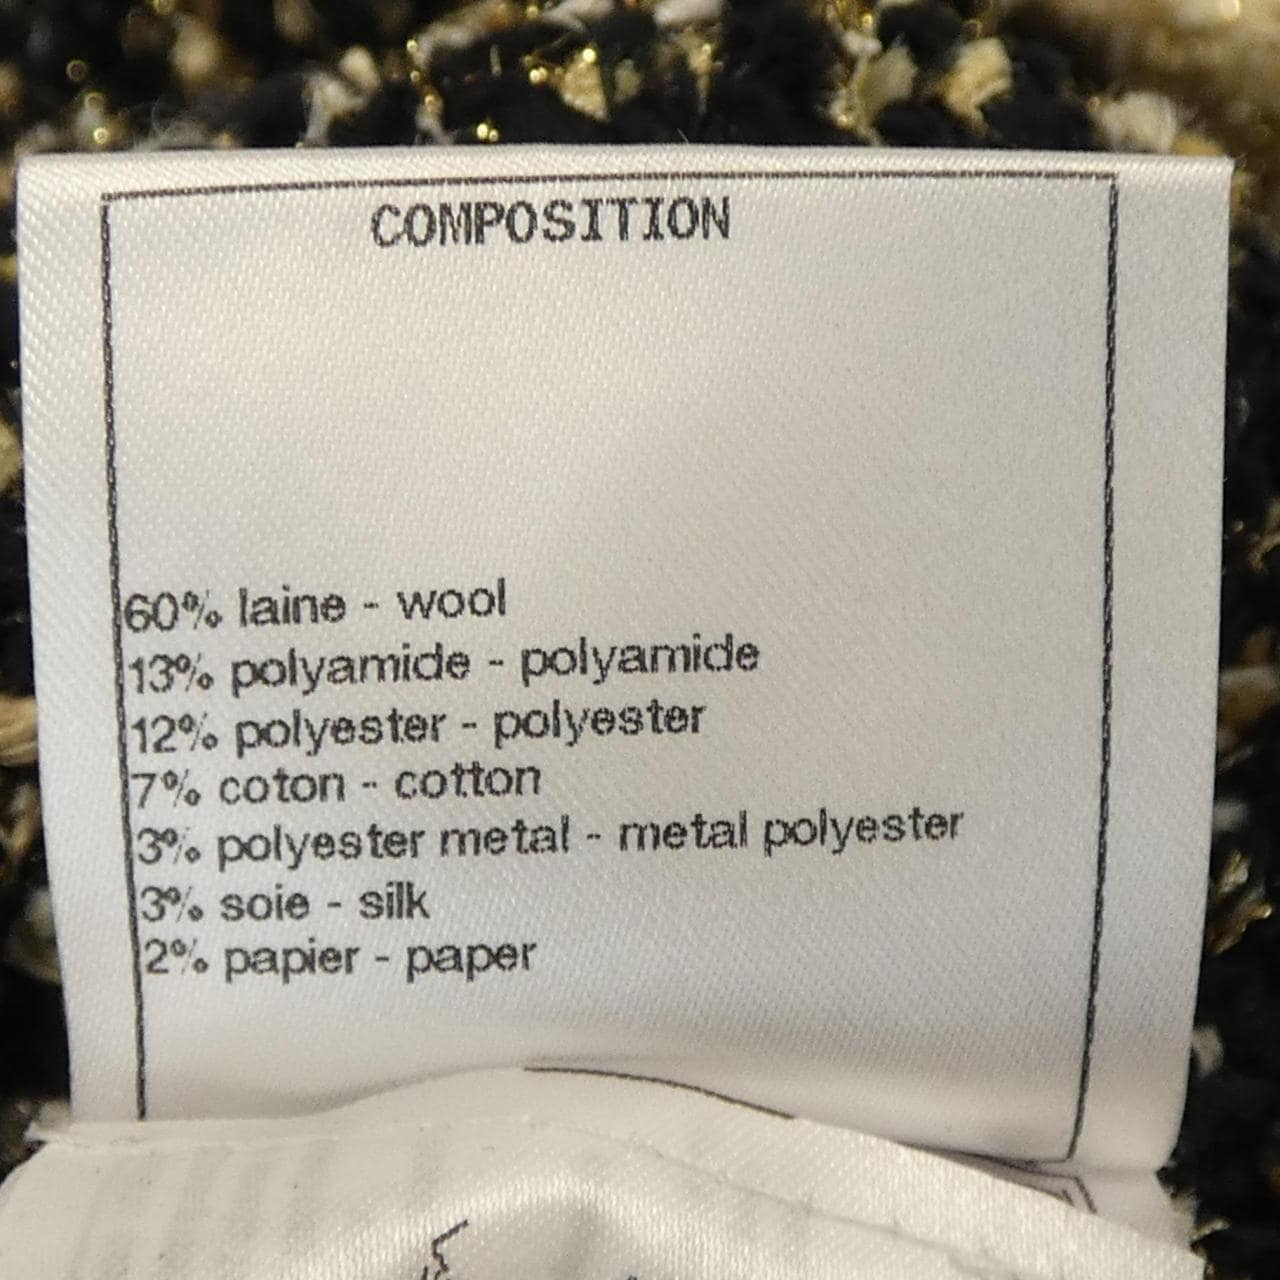 COMPOSITION
60% laine - wool
13% polyamide - polyamide
12% polyester - polyester
7% coton - cotton
3% polyester metal - metal polyester
3% soie - silk
2% papier - paper